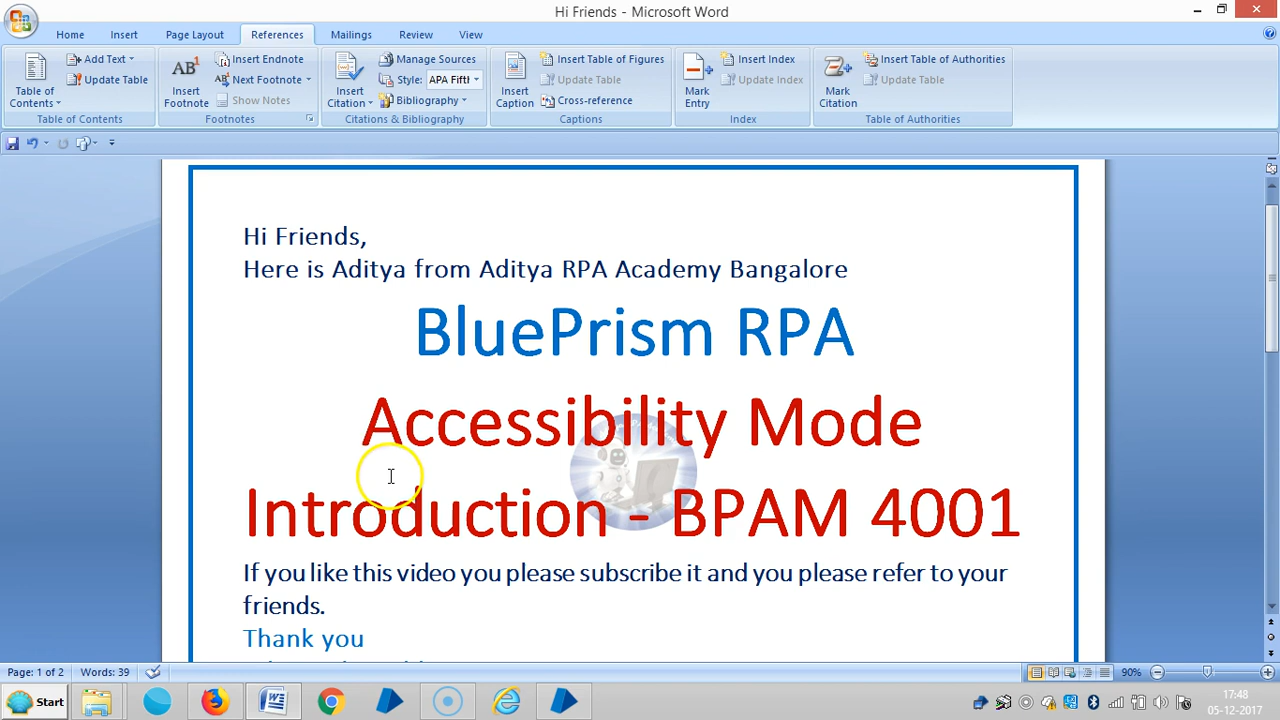 Hi Friends - Microsoft Word
Home Insert Page Layout References Mailings Review View
Table of Contents
Add Text
Update Table
Table of Contents
AB1
Insert Footnote
Insert Endnote
Next Footnote
Show Notes
Footnotes
Insert Citation
Manage Sources
Style: APA Fifth
Bibliography
Citations & Bibliography
Insert Caption
Insert Table of Figures
Update Table
Cross-reference
Captions
Mark Entry
Insert Index
Update Index
Index
Mark Citation
Insert Table of Authorities
Update Table
Table of Authorities
Hi Friends,
Here is Aditya from Aditya RPA Academy Bangalore
BluePrism RPA
Accessibility Mode
Introduction - BPAM 4001
If you like this video you please subscribe it and you please refer to your
friends.
Thank you
Page: 1 of 2 Words: 39 90%
Start 17:48
05-12-2017